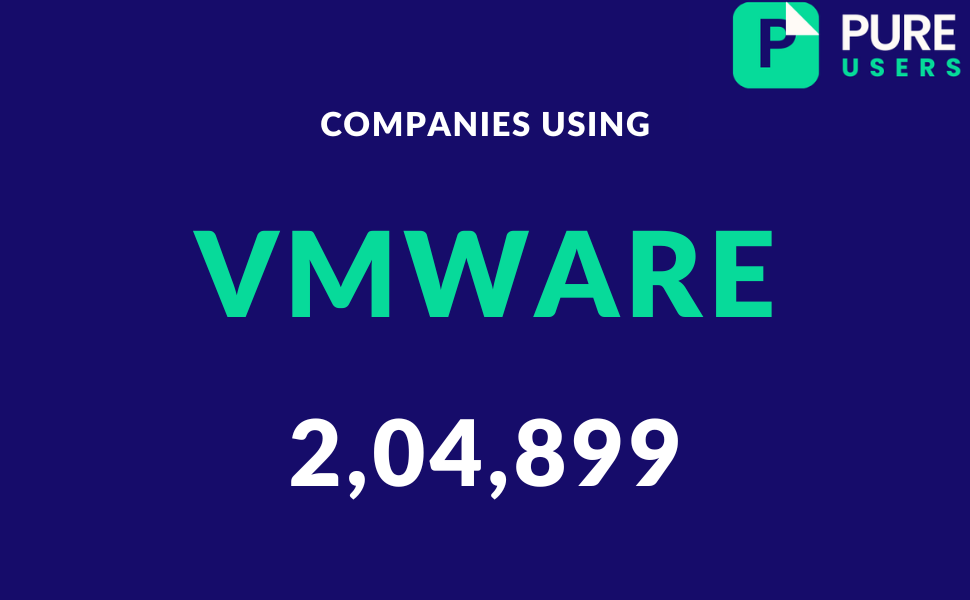 P
PURE
USERS
COMPANIES USING
VMWARE
2,04,899